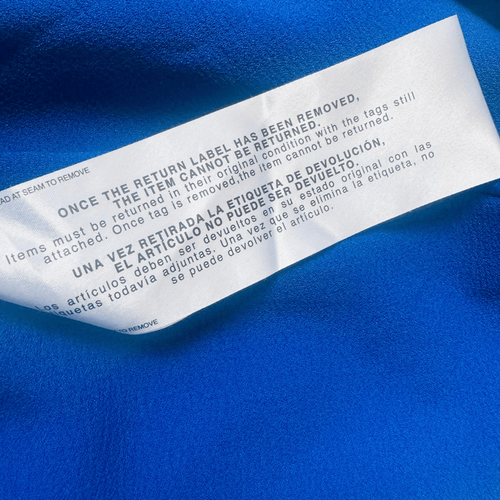 AD AT SEAM TO REMOVE
ONCE THE RETURN LABEL HAS BEEN REMOVED,
THE ITEM CANNOT BE RETURNED.
Items must be returned in their original condition with the tags still
attached. Once tag is removed,the item cannot be returned.
UNA VEZ RETIRADA LA ETIQUETA DE DEVOLUCIÓN,
EL ARTÍCULO NO PUEDE SER DEVUELTO.
os artículos deben ser devueltos en su estado original con las
quetas todavía adjuntas. Una vez que se elimina la etiqueta, no
se puede devolver el artículo.
TO REMOVE